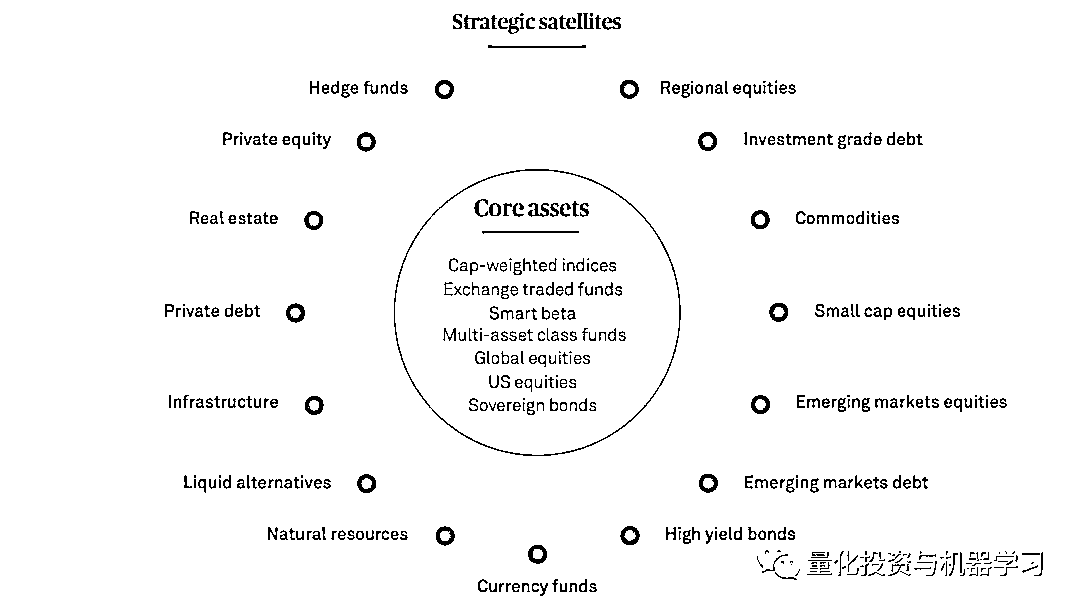 Strategic satellites
Hedge funds
Regional equities
Private equity
Investment grade debt
Core assets
Real estate
Commodities
Cap-weighted indices
Exchange traded funds
Smart beta
Private debt
Small cap equities
Multi-asset class funds
Global equities
US equities
Sovereign bonds
Infrastructure
Emerging markets equities
Liquid alternatives
Emerging markets debt
Natural resources
High yield bonds
Currency funds
量化投资与机器学习